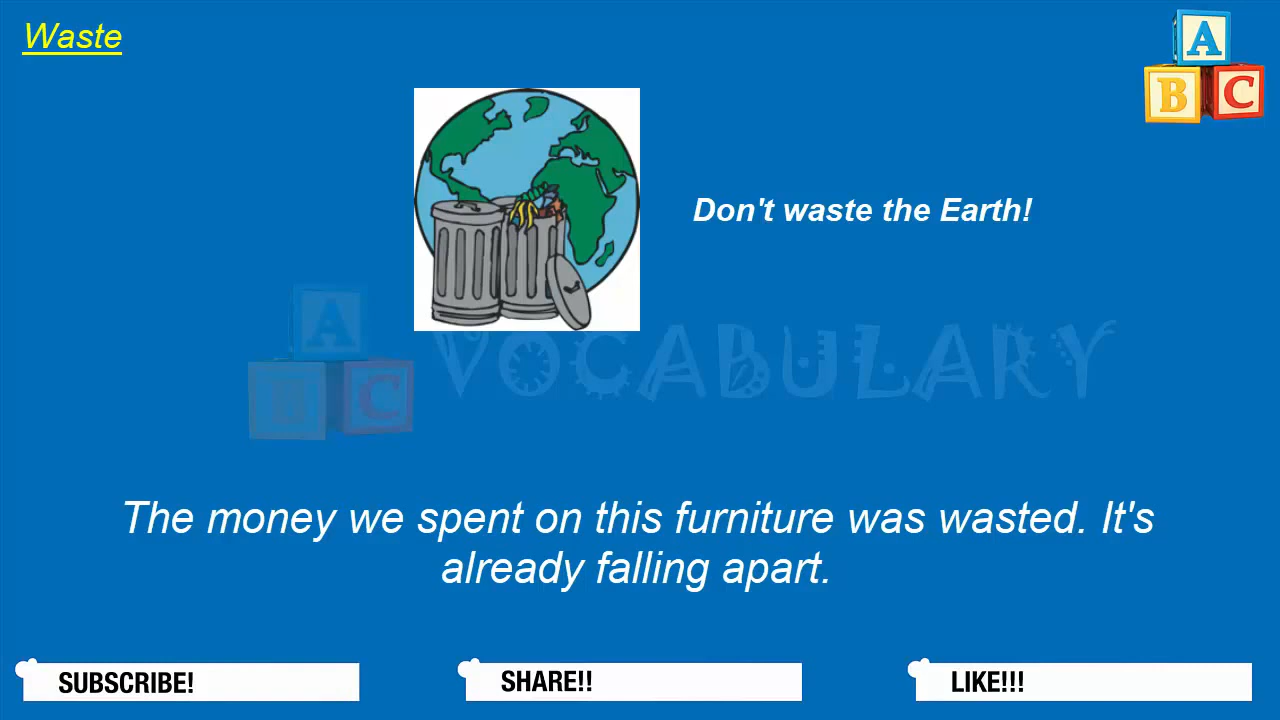 Waste
A
B C
Don't waste the Earth!
A
B C
VOCABULARY
The money we spent on this furniture was wasted. It's
already falling apart.
SUBSCRIBE!
SHARE!!
LIKE!!!